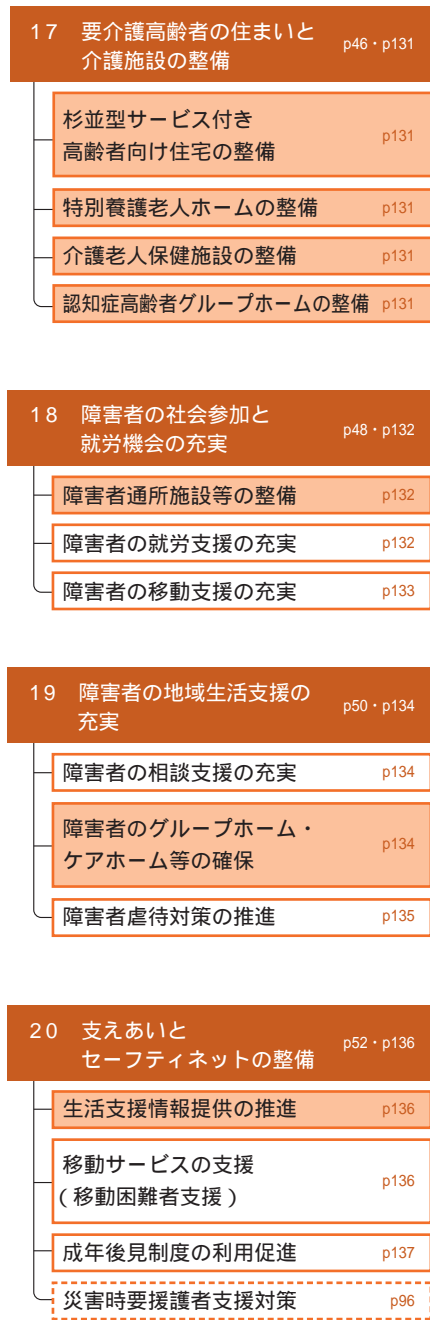 17 要介護高齢者の住まいと p46・p131
介護施設の整備
杉並型サービス付き
高齢者向け住宅の整備 p131
特別養護老人ホームの整備 p131
介護老人保健施設の整備 p131
認知症高齢者グループホームの整備 p131
18 障害者の社会参加と p48・p132
就労機会の充実
障害者通所施設等の整備 p132
障害者の就労支援の充実 p132
障害者の移動支援の充実 p133
19 障害者の地域生活支援の p50・p134
充実
障害者の相談支援の充実 p134
障害者のグループホーム・
ケアホーム等の確保 p134
障害者虐待対策の推進 p135
20 支えあいと p52・p136
セーフティネットの整備
生活支援情報提供の推進 p136
移動サービスの支援
(移動困難者支援) p136
成年後見制度の利用促進 p137
災害時要援護者支援対策 p96